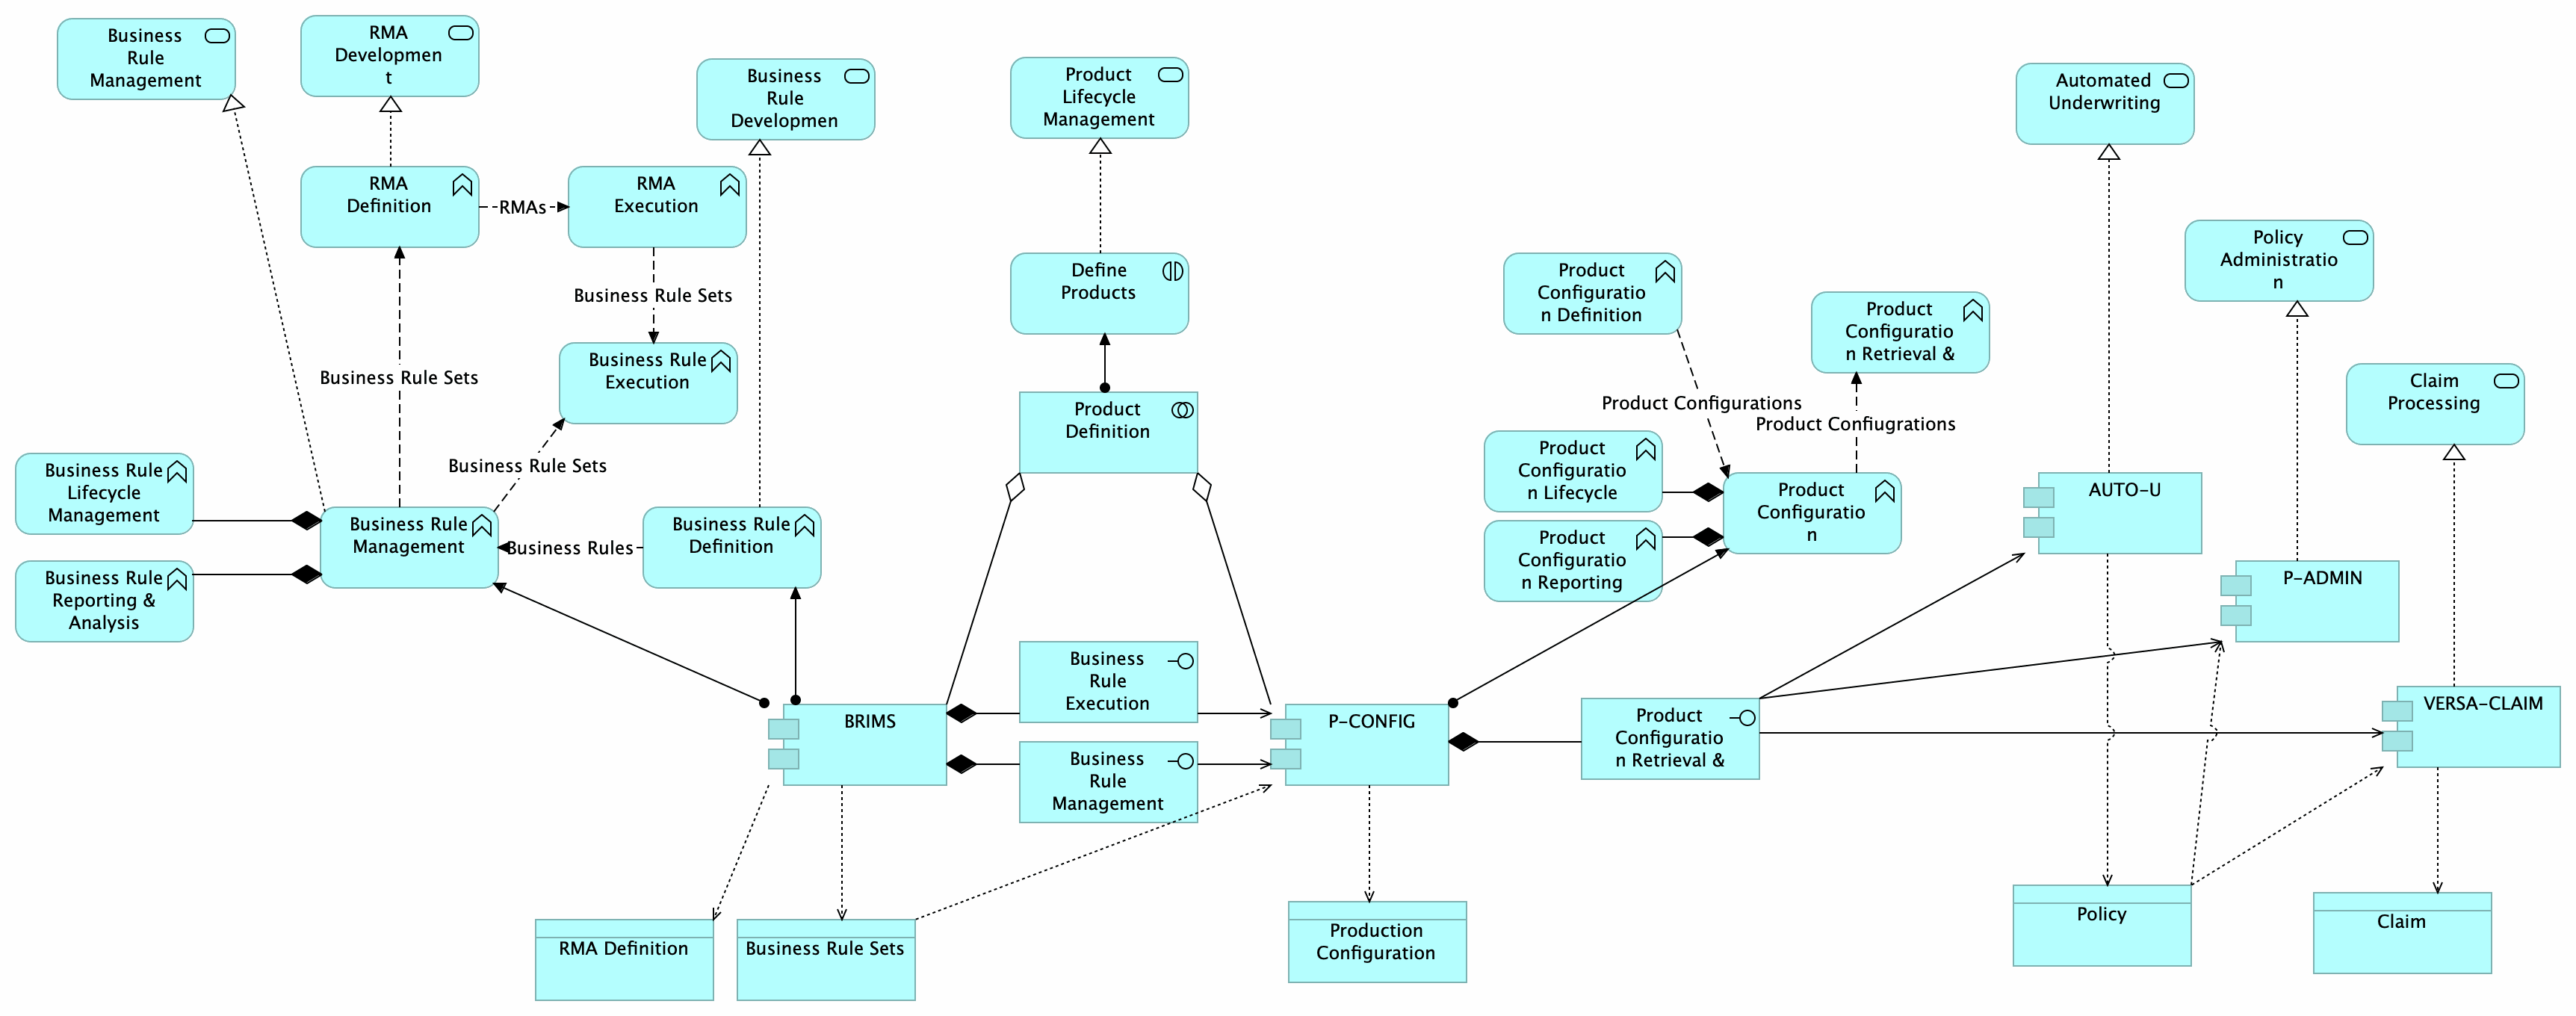 Business
Rule
Management
RMA
Developmen
t
Business
Rule
Developmen
Product
Lifecycle
Management
Automated
Underwriting
RMA
Definition
RMAs
RMA
Execution
Business Rule Sets
Policy
Administratio
n
Define
Products
Product
Configuratio
n Definition
Product
Configuratio
n Retrieval &
Business Rule
Execution
Business Rule Sets
Claim
Processing
Product
Definition
Product Configurations
Product Confiugrations
Business Rule Sets
Business Rule
Lifecycle
Management
Business Rule
Management
Business Rules
Business Rule
Definition
Product
Configuratio
n Lifecycle
Product
Configuratio
n
AUTO-U
Business Rule
Reporting &
Analysis
Product
Configuratio
n Reporting
P-ADMIN
Business
Rule
Execution
BRIMS
P-CONFIG
Product
Configuratio
n Retrieval &
VERSA-CLAIM
Business
Rule
Management
RMA Definition
Business Rule Sets
Production
Configuration
Policy
Claim